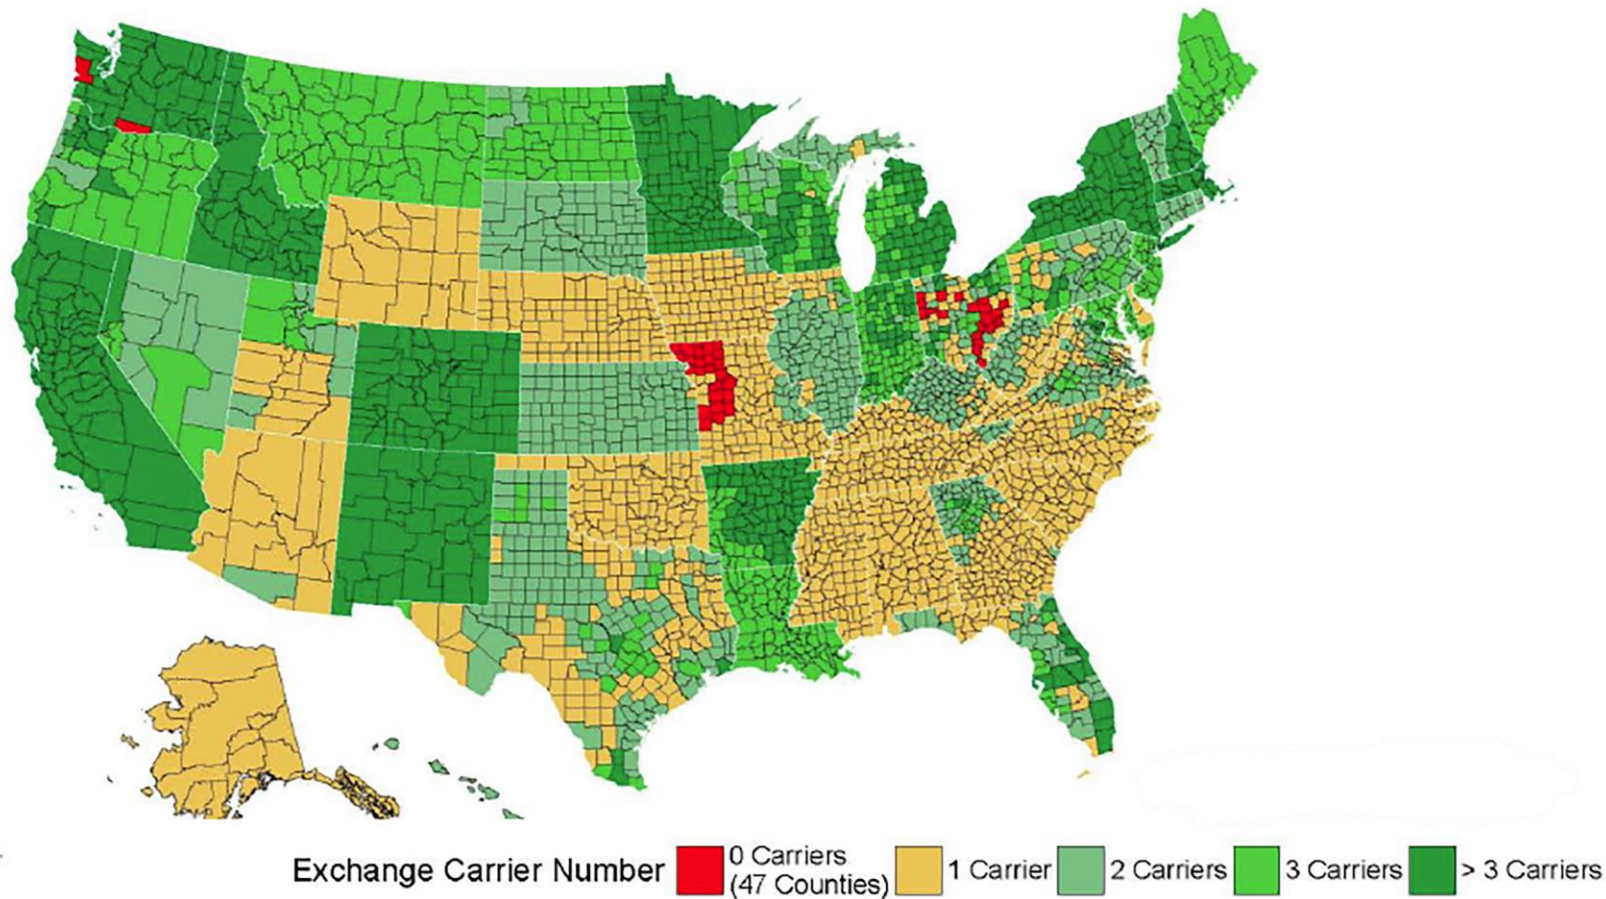 Exchange Carrier Number
0 Carriers
(47 Counties)
1 Carrier
2 Carriers
3 Carriers
> 3 Carriers